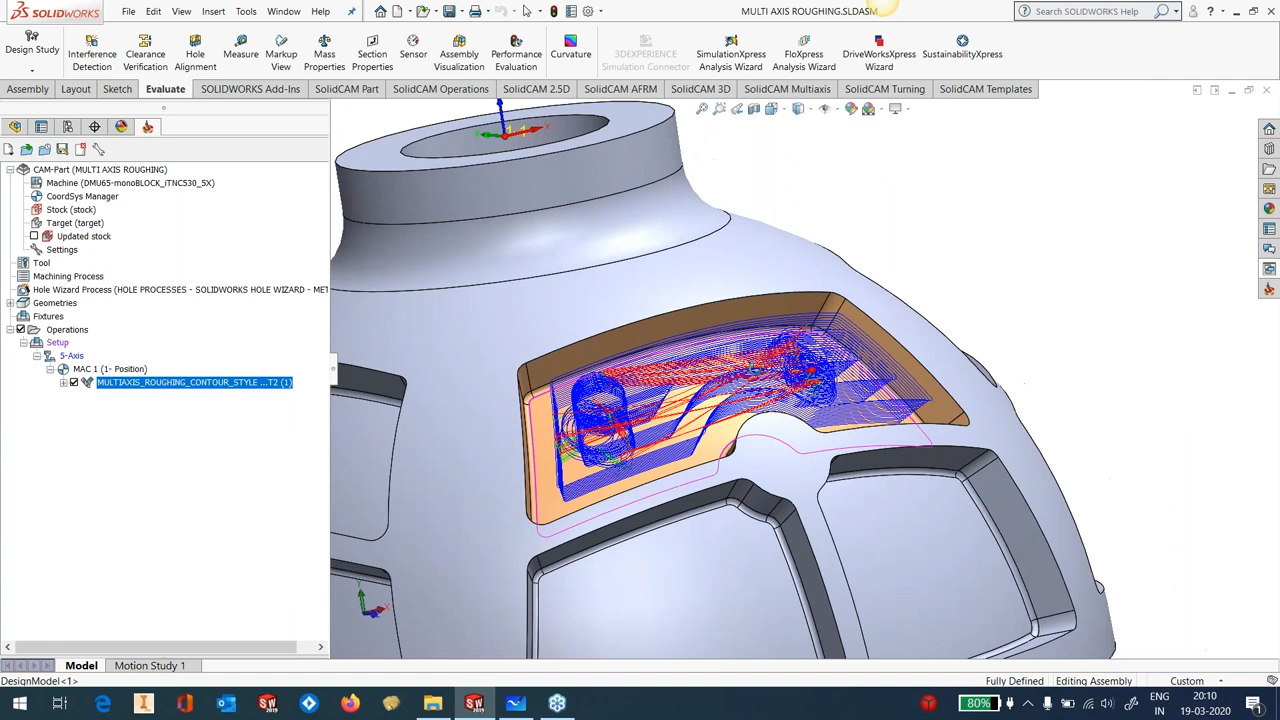 SOLIDWORKS File Edit View Insert Tools Window Help MULTI AXIS ROUGHING.SLDASM Search SOLIDWORKS Help
Design Study Interference Detection Clearance Verification Hole Alignment Measure Markup View Mass Properties Section Properties Sensor Assembly Visualization Performance Evaluation Curvature 3DEXPERIENCE Simulation Connector SimulationXpress Analysis Wizard FloXpress Analysis Wizard DriveWorksXpress Wizard SustainabilityXpress
Assembly Layout Sketch Evaluate SOLIDWORKS Add-Ins SolidCAM Part SolidCAM Operations SolidCAM 2.5D SolidCAM AFRM SolidCAM 3D SolidCAM Multiaxis SolidCAM Turning SolidCAM Templates
CAM-Part (MULTI AXIS ROUGHING)
Machine (DMU65-monoBLOCK_iTNC530_5X)
CoordSys Manager
Stock (stock)
Target (target)
Updated stock
Settings
Tool
Machining Process
Hole Wizard Process (HOLE PROCESSES - SOLIDWORKS HOLE WIZARD - MET
Geometries
Fixtures
Operations
Setup
5-Axis
MAC 1 (1- Position)
MULTIAXIS_ROUGHING_CONTOUR_STYLE ...T2 (1)
Model Motion Study 1
DesignModel<1> Fully Defined Editing Assembly Custom
80% ENG IN 20:10 19-03-2020